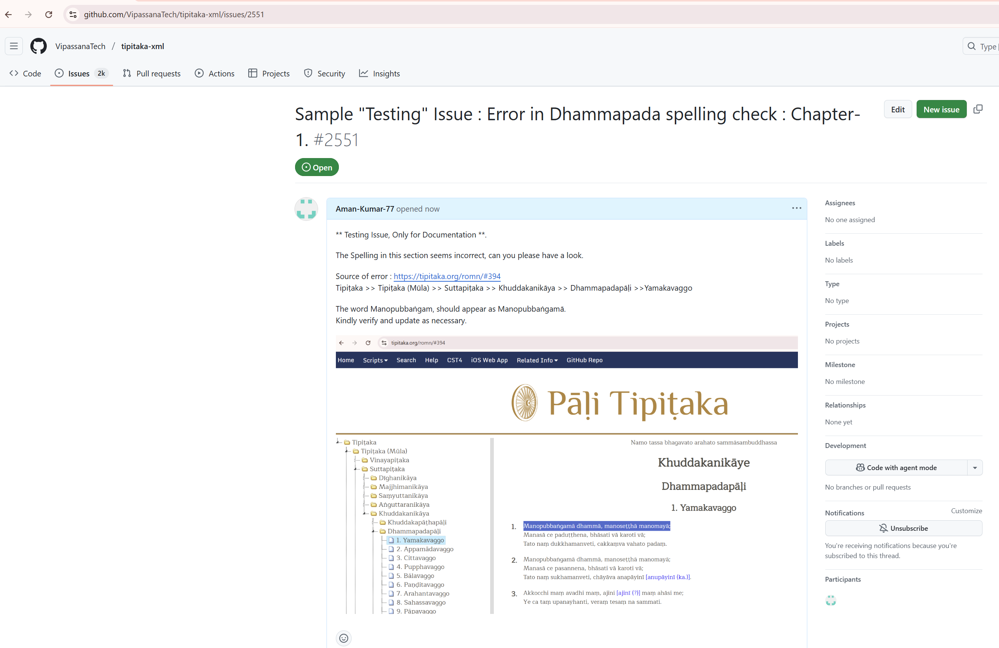 github.com/VipassanaTech/tipitaka-xml/issues/2551
VipassanaTech / tipitaka-xml
Type
Code Issues 2k Pull requests Actions Projects Security Insights
Sample "Testing" Issue : Error in Dhammapada spelling check : Chapter-
1. #2551
Edit New issue
Open
Aman-Kumar-77 opened now
** Testing Issue, Only for Documentation **.
The Spelling in this section seems incorrect, can you please have a look.
Source of error : https://tipitaka.org/romn/#394
Tipiṭaka >> Tipiṭaka (Mūla) >> Suttapiṭaka >> Khuddakanikāya >> Dhammapadapāḷi >>Yamakavaggo
The word Manopubbaṅgam, should appear as Manopubbaṅgamā.
Kindly verify and update as necessary.
tipitaka.org/romn/#394
Home Scripts Search Help CST4 iOS Web App Related Info GitHub Repo
Pāḷi Tipiṭaka
Tipiṭaka
Tipiṭaka (Mūla)
Vinayapiṭaka
Suttapiṭaka
Dīghanikāya
Majjhimanikāya
Saṃyuttanikāya
Aṅguttaranikāya
Khuddakanikāya
Khuddakapāṭhapāḷi
Dhammapadapāḷi
1. Yamakavaggo
2. Appamādavaggo
3. Cittavaggo
4. Pupphavaggo
5. Bālavaggo
6. Paṇḍitavaggo
7. Arahantavaggo
8. Sahassavaggo
9. Pāpavaggo
Namo tassa bhagavato arahato sammāsambuddhassa
Khuddakanikāye
Dhammapadapāḷi
1. Yamakavaggo
1. Manopubbaṅgamā dhammā, manoseṭṭhā manomayā;
Manasā ce paduṭṭhena, bhāsati vā karoti vā;
Tato naṃ dukkhamanveti, cakkaṃva vahato padaṃ.
2. Manopubbaṅgamā dhammā, manoseṭṭhā manomayā;
Manasā ce pasannena, bhāsati vā karoti vā;
Tato naṃ sukhamanveti, chāyāva anapāyinī [anupāyinī (ka.)].
3. Akkocchi maṃ avadhi maṃ, ajini [ajinī (?)] maṃ ahāsi me;
Ye ca taṃ upanayhanti, veraṃ tesaṃ na sammati.
Assignees
No one assigned
Labels
No labels
Type
No type
Projects
No projects
Milestone
No milestone
Relationships
None yet
Development
Code with agent mode
No branches or pull requests
Notifications Customize
Unsubscribe
You're receiving notifications because you're
subscribed to this thread.
Participants